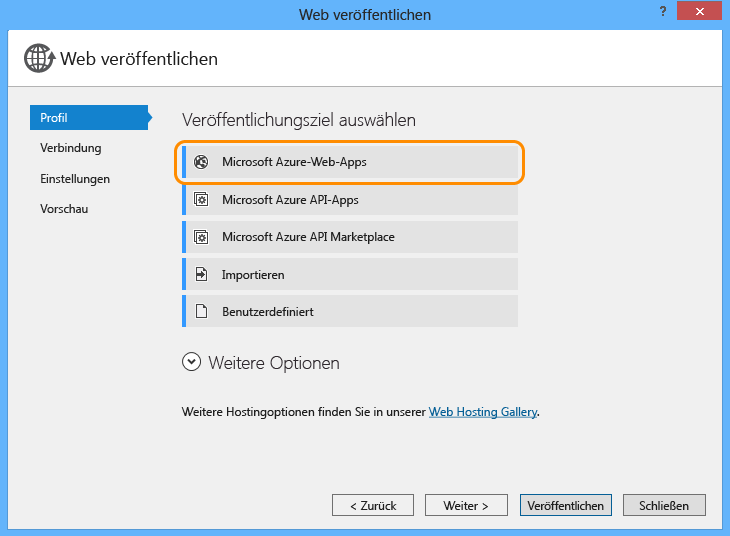 Web veröffentlichen
?
Web veröffentlichen
Profil
Verbindung
Einstellungen
Vorschau
Veröffentlichungsziel auswählen
Microsoft Azure-Web-Apps
Microsoft Azure API-Apps
Microsoft Azure API Marketplace
Importieren
Benutzerdefiniert
Weitere Optionen
Weitere Hostingoptionen finden Sie in unserer Web Hosting Gallery.
< Zurück
Weiter >
Veröffentlichen
Schließen